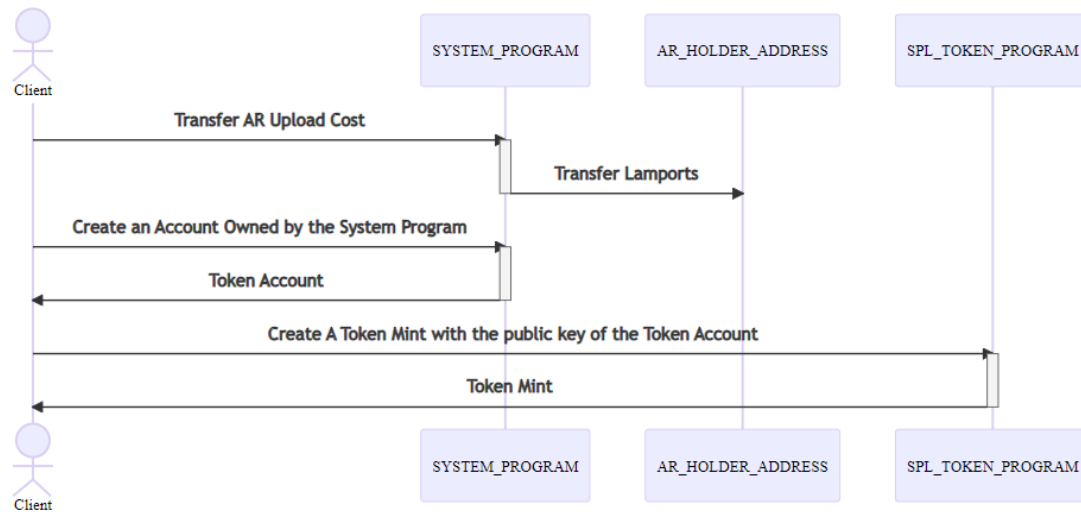 SYSTEM_PROGRAM
AR_HOLDER_ADDRESS
SPL_TOKEN_PROGRAM
Client
Transfer AR Upload Cost
Transfer Lamports
Create an Account Owned by the System Program
Token Account
Create A Token Mint with the public key of the Token Account
Token Mint
SYSTEM_PROGRAM
AR_HOLDER_ADDRESS
SPL_TOKEN_PROGRAM
Client